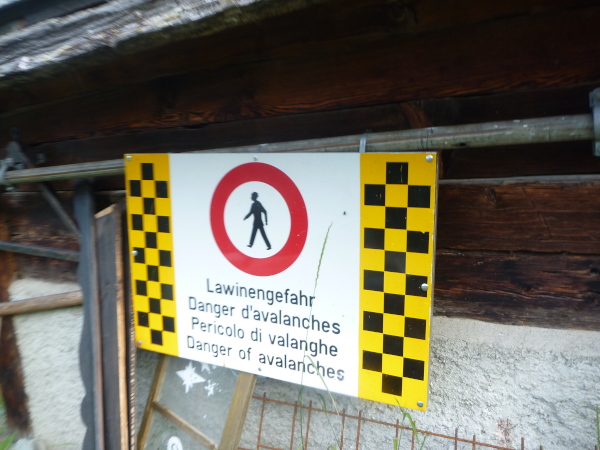 Lawinengefahr
Danger d'avalanches
Pericolo di valanghe
Danger of avalanches